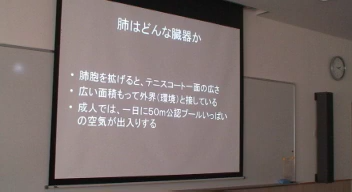 肺はどんな臓器か
• 肺胞を拡げると、テニスコート一面の広さ
• 広い面積もって外界(環境)と接している
• 成人では、一日に50m公認プールいっぱい
の空気が出入りする